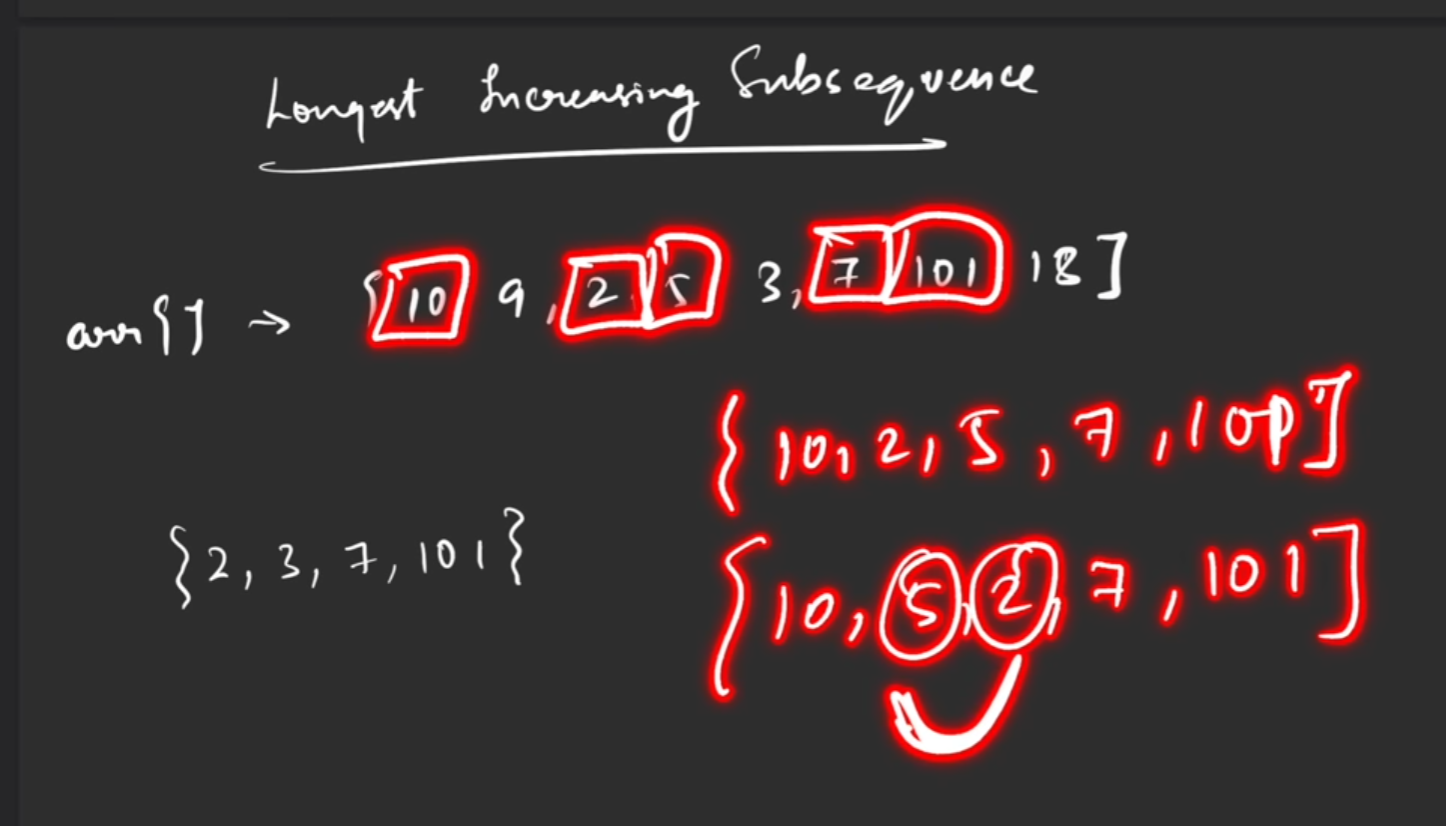 Longest Increasing Subsequence
arr[] → [10 9, 2 5 3, 7 101 18]
{10, 2, 5, 7, 101]
{2, 3, 7, 101}
{10, 5, 2, 7, 101]